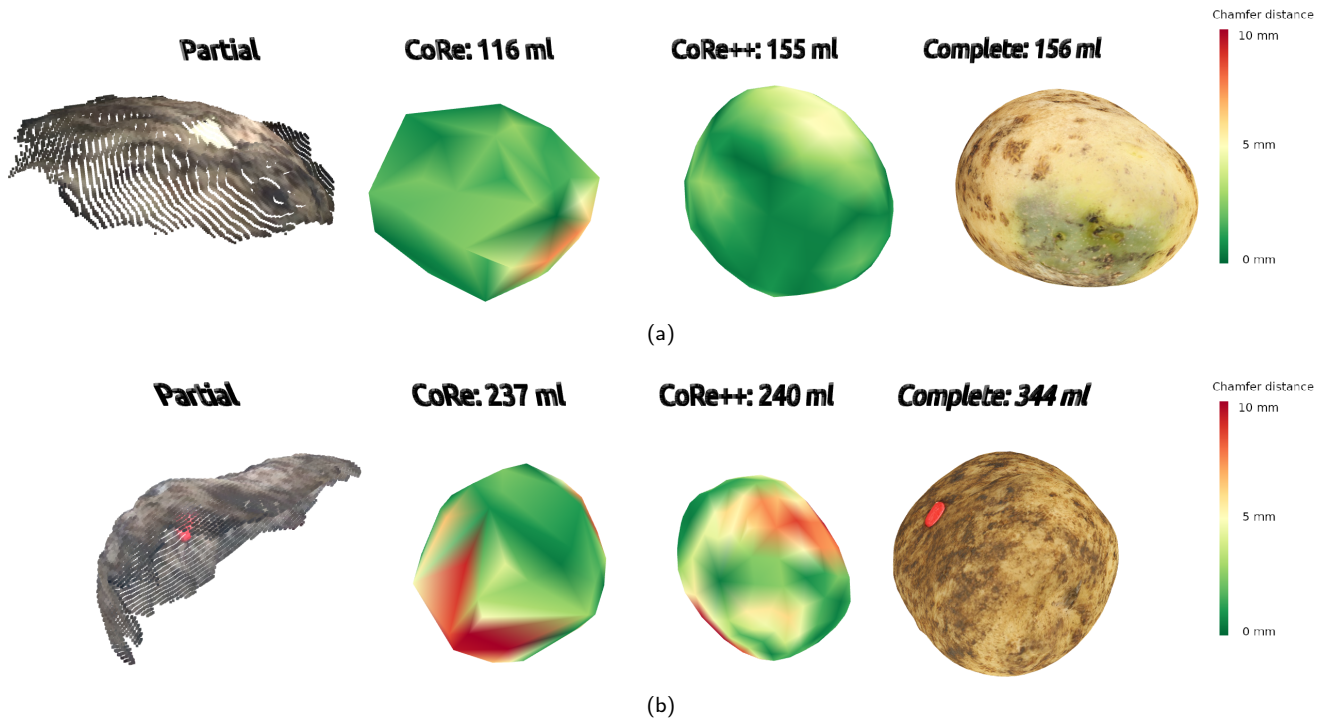 Chamfer distance
Partial
CoRe: 116 ml
CoRe++: 155 ml
Complete: 156 ml
10 mm
5 mm
0 mm
(a)
Partial
CoRe: 237 ml
CoRe++: 240 ml
Complete: 344 ml
Chamfer distance
10 mm
5 mm
0 mm
(b)